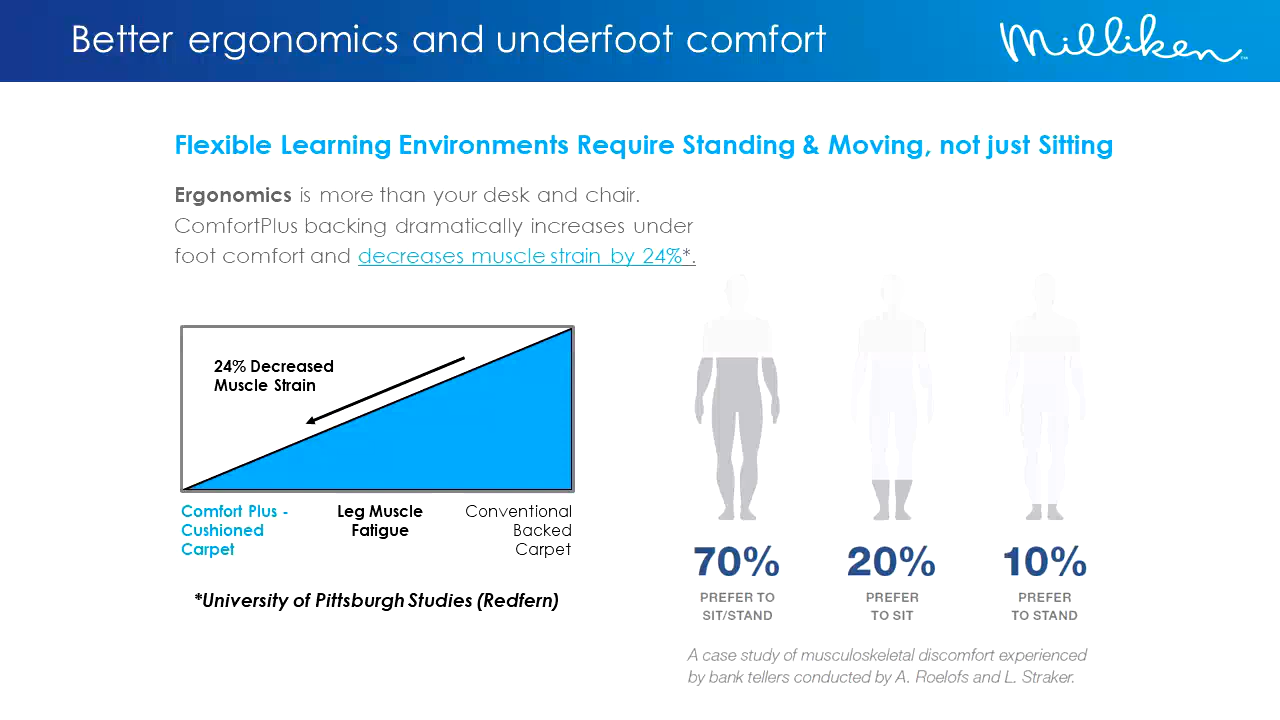 Better ergonomics and underfoot comfort
Milliken
Flexible Learning Environments Require Standing & Moving, not just Sitting
Ergonomics is more than your desk and chair.
ComfortPlus backing dramatically increases under
foot comfort and decreases muscle strain by 24%*.
24% Decreased
Muscle Strain
Comfort Plus -
Cushioned
Carpet
Leg Muscle
Fatigue
Conventional
Backed
Carpet
*University of Pittsburgh Studies (Redfern)
70%
PREFER TO
SIT/STAND
20%
PREFER
TO SIT
10%
PREFER
TO STAND
A case study of musculoskeletal discomfort experienced
by bank tellers conducted by A. Roelofs and L. Straker.